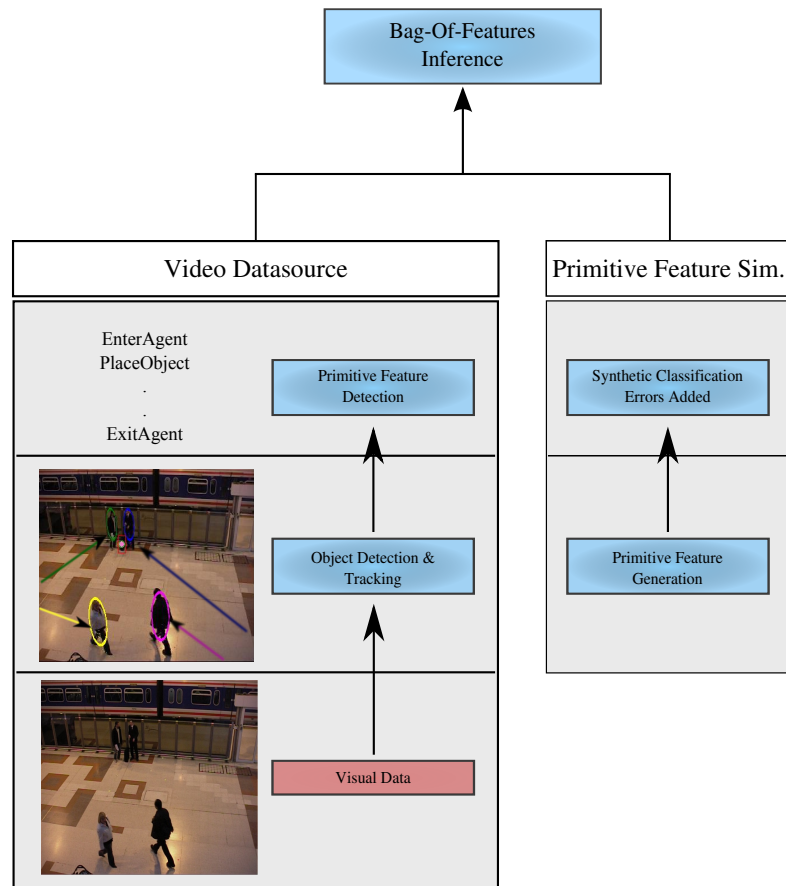 Bag-Of-Features
Inference
Video Datasource
Primitive Feature Sim.
EnterAgent
PlaceObject
.
.
ExitAgent
Primitive Feature
Detection
Synthetic Classification
Errors Added
Object Detection &
Tracking
Primitive Feature
Generation
Visual Data